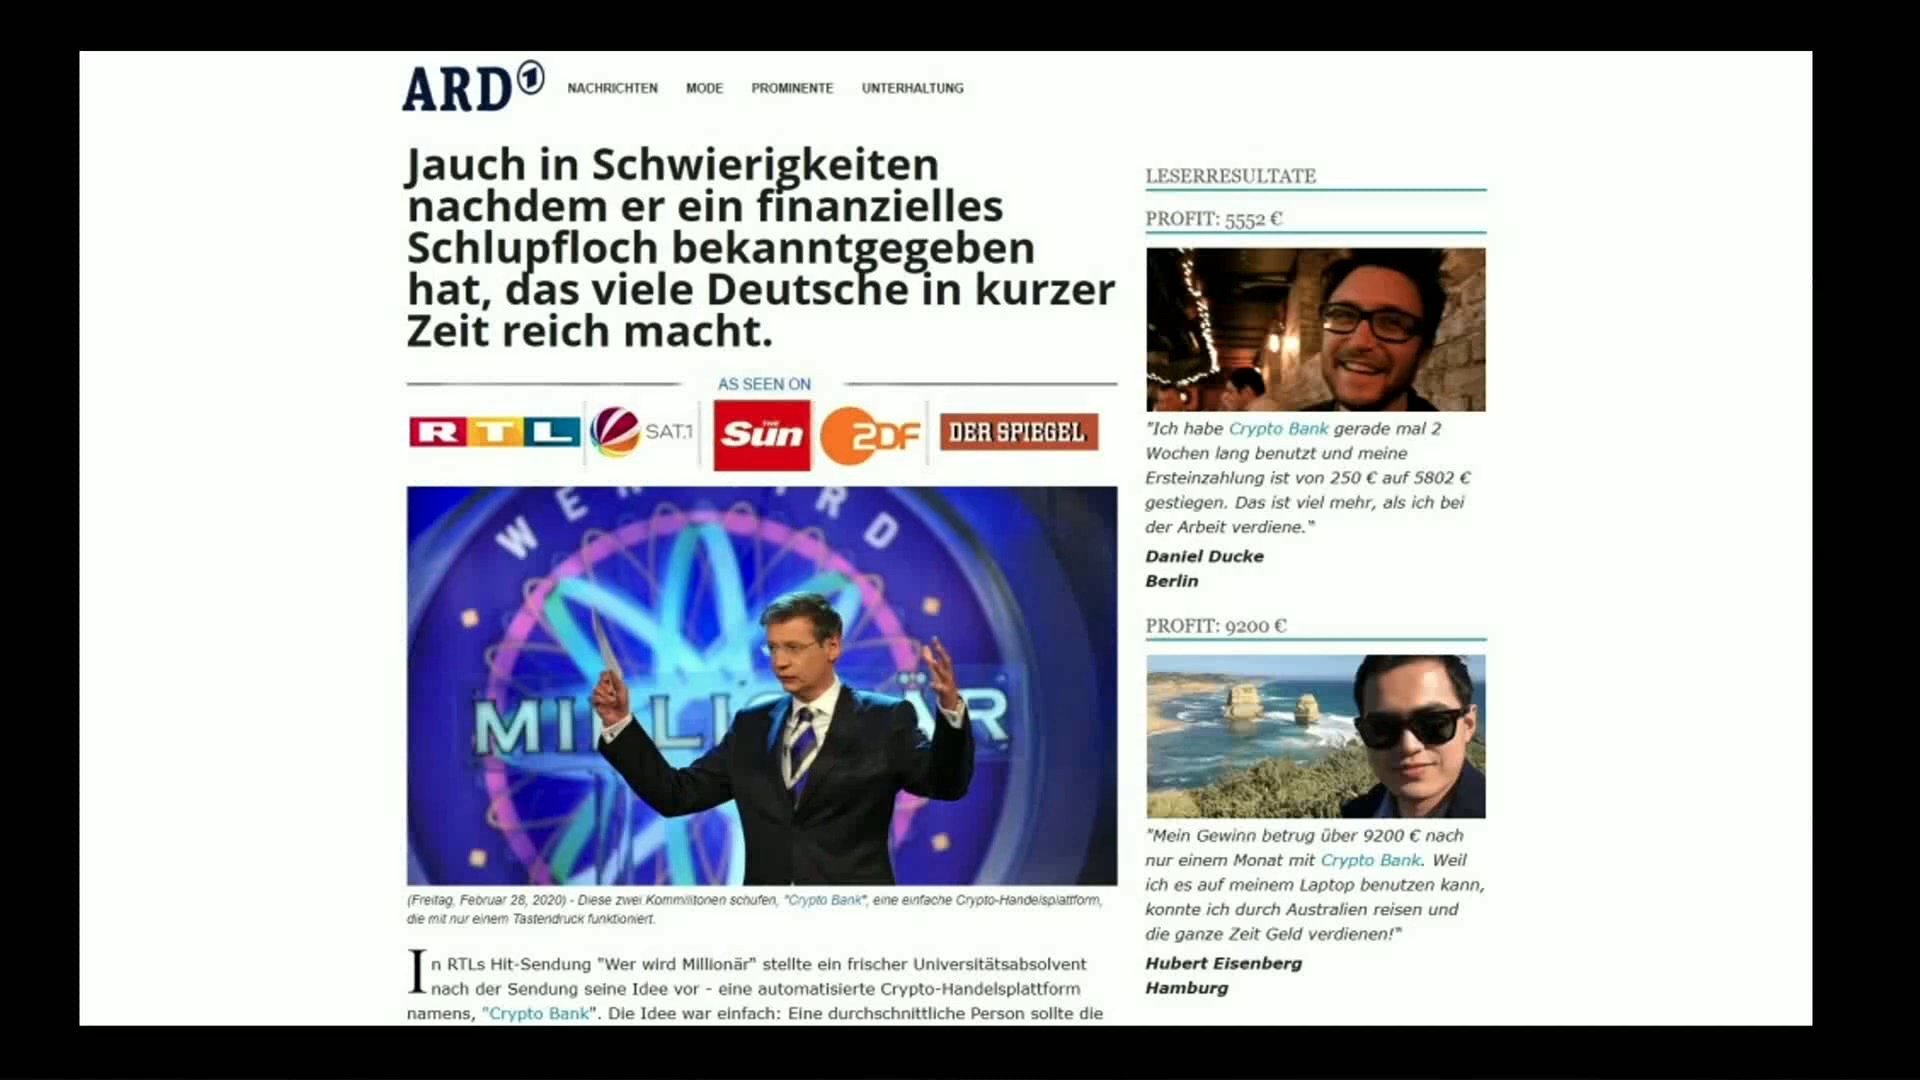 ARD 1
NACHRICHTEN MODE PROMINENTE UNTERHALTUNG
Jauch in Schwierigkeiten
nachdem er ein finanzielles
Schlupfloch bekanntgegeben
hat, das viele Deutsche in kurzer
Zeit reich macht.
AS SEEN ON
RTL SAT.1 THE Sun ZDF DER SPIEGEL
WER WIRD
MILLIONÄR
(Freitag, Februar 28, 2020) - Diese zwei Kommilitonen schufen, "Crypto Bank", eine einfache Crypto-Handelsplattform,
die mit nur einem Tastendruck funktioniert.
In RTLs Hit-Sendung "Wer wird Millionär" stellte ein frischer Universitätsabsolvent
nach der Sendung seine Idee vor - eine automatisierte Crypto-Handelsplattform
namens, "Crypto Bank". Die Idee war einfach: Eine durchschnittliche Person sollte die
LESERRESULTATE
PROFIT: 5552 €
"Ich habe Crypto Bank gerade mal 2
Wochen lang benutzt und meine
Ersteinzahlung ist von 250 € auf 5802 €
gestiegen. Das ist viel mehr, als ich bei
der Arbeit verdiene."
Daniel Ducke
Berlin
PROFIT: 9200 €
"Mein Gewinn betrug über 9200 € nach
nur einem Monat mit Crypto Bank. Weil
ich es auf meinem Laptop benutzen kann,
konnte ich durch Australien reisen und
die ganze Zeit Geld verdienen!"
Hubert Eisenberg
Hamburg